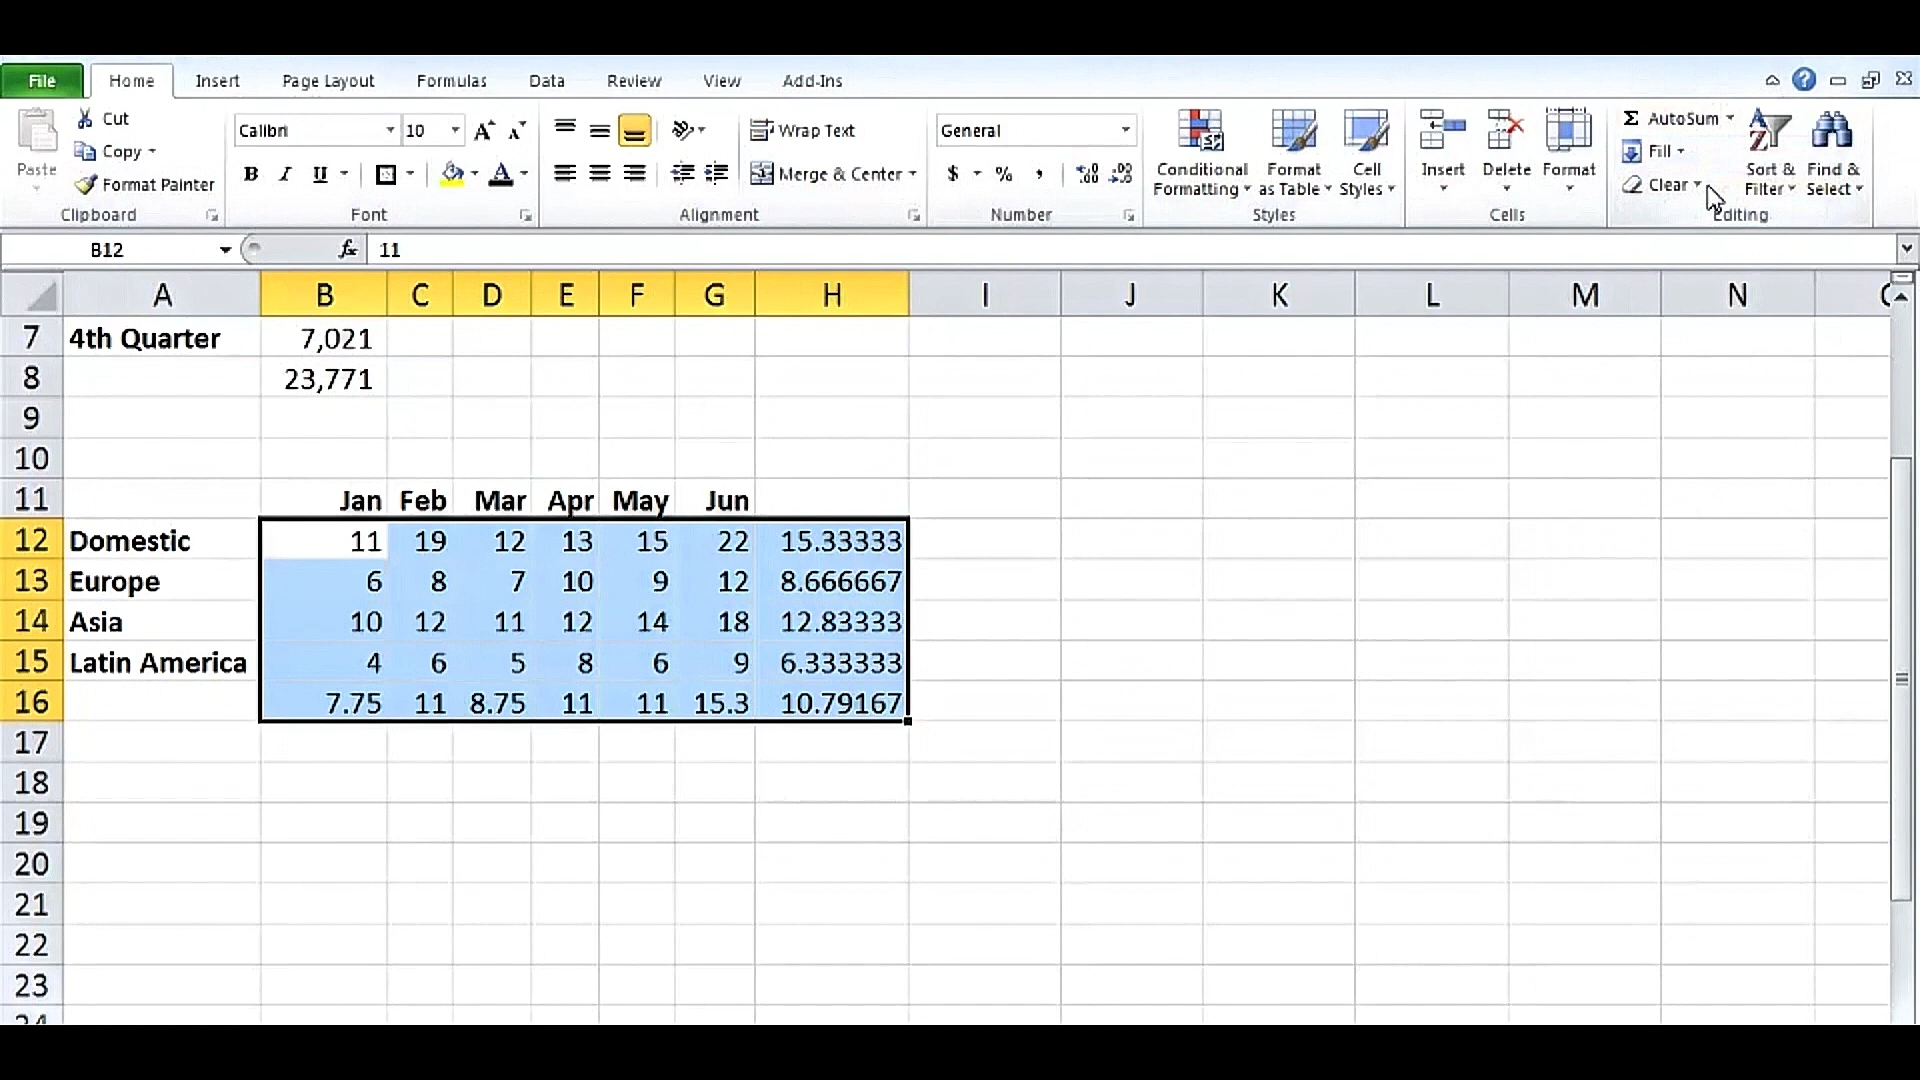 File Home Insert Page Layout Formulas Data Review View Add-Ins
Cut
Copy
Format Painter
Paste
Clipboard
Calibri 10
B I U
Font
Wrap Text
Merge & Center
Alignment
General
$ % ,
Number
Conditional Formatting
Format as Table
Cell Styles
Styles
Insert Delete Format
Cells
Σ AutoSum
Fill
Clear
Sort & Filter
Find & Select
Editing
B12 fx 11
A B C D E F G H I J K L M N
7 4th Quarter 7,021
8 23,771
9
10
11 Jan Feb Mar Apr May Jun
12 Domestic 11 19 12 13 15 22 15.33333
13 Europe 6 8 7 10 9 12 8.666667
14 Asia 10 12 11 12 14 18 12.83333
15 Latin America 4 6 5 8 6 9 6.333333
16 7.75 11 8.75 11 11 15.3 10.79167
17
18
19
20
21
22
23